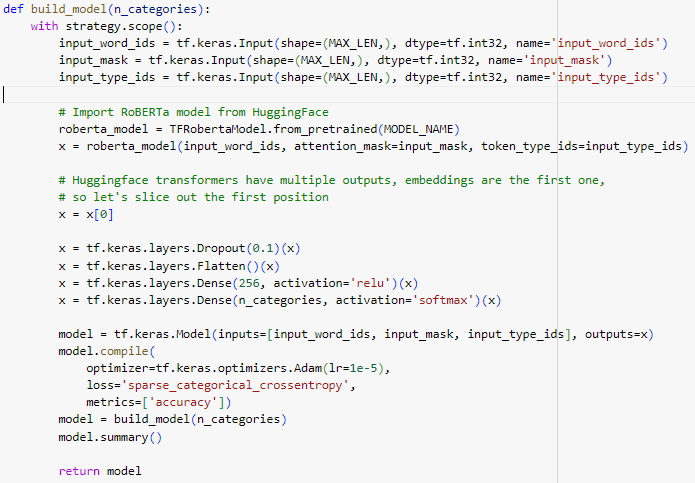 def build_model(n_categories):
    with strategy.scope():
        input_word_ids = tf.keras.Input(shape=(MAX_LEN,), dtype=tf.int32, name='input_word_ids')
        input_mask = tf.keras.Input(shape=(MAX_LEN,), dtype=tf.int32, name='input_mask')
        input_type_ids = tf.keras.Input(shape=(MAX_LEN,), dtype=tf.int32, name='input_type_ids')

        # Import RoBERTa model from HuggingFace
        roberta_model = TFRobertaModel.from_pretrained(MODEL_NAME)
        x = roberta_model(input_word_ids, attention_mask=input_mask, token_type_ids=input_type_ids)

        # Huggingface transformers have multiple outputs, embeddings are the first one,
        # so let's slice out the first position
        x = x[0]

        x = tf.keras.layers.Dropout(0.1)(x)
        x = tf.keras.layers.Flatten()(x)
        x = tf.keras.layers.Dense(256, activation='relu')(x)
        x = tf.keras.layers.Dense(n_categories, activation='softmax')(x)

        model = tf.keras.Model(inputs=[input_word_ids, input_mask, input_type_ids], outputs=x)
        model.compile(
            optimizer=tf.keras.optimizers.Adam(lr=1e-5),
            loss='sparse_categorical_crossentropy',
            metrics=['accuracy'])
        model = build_model(n_categories)
        model.summary()

        return model